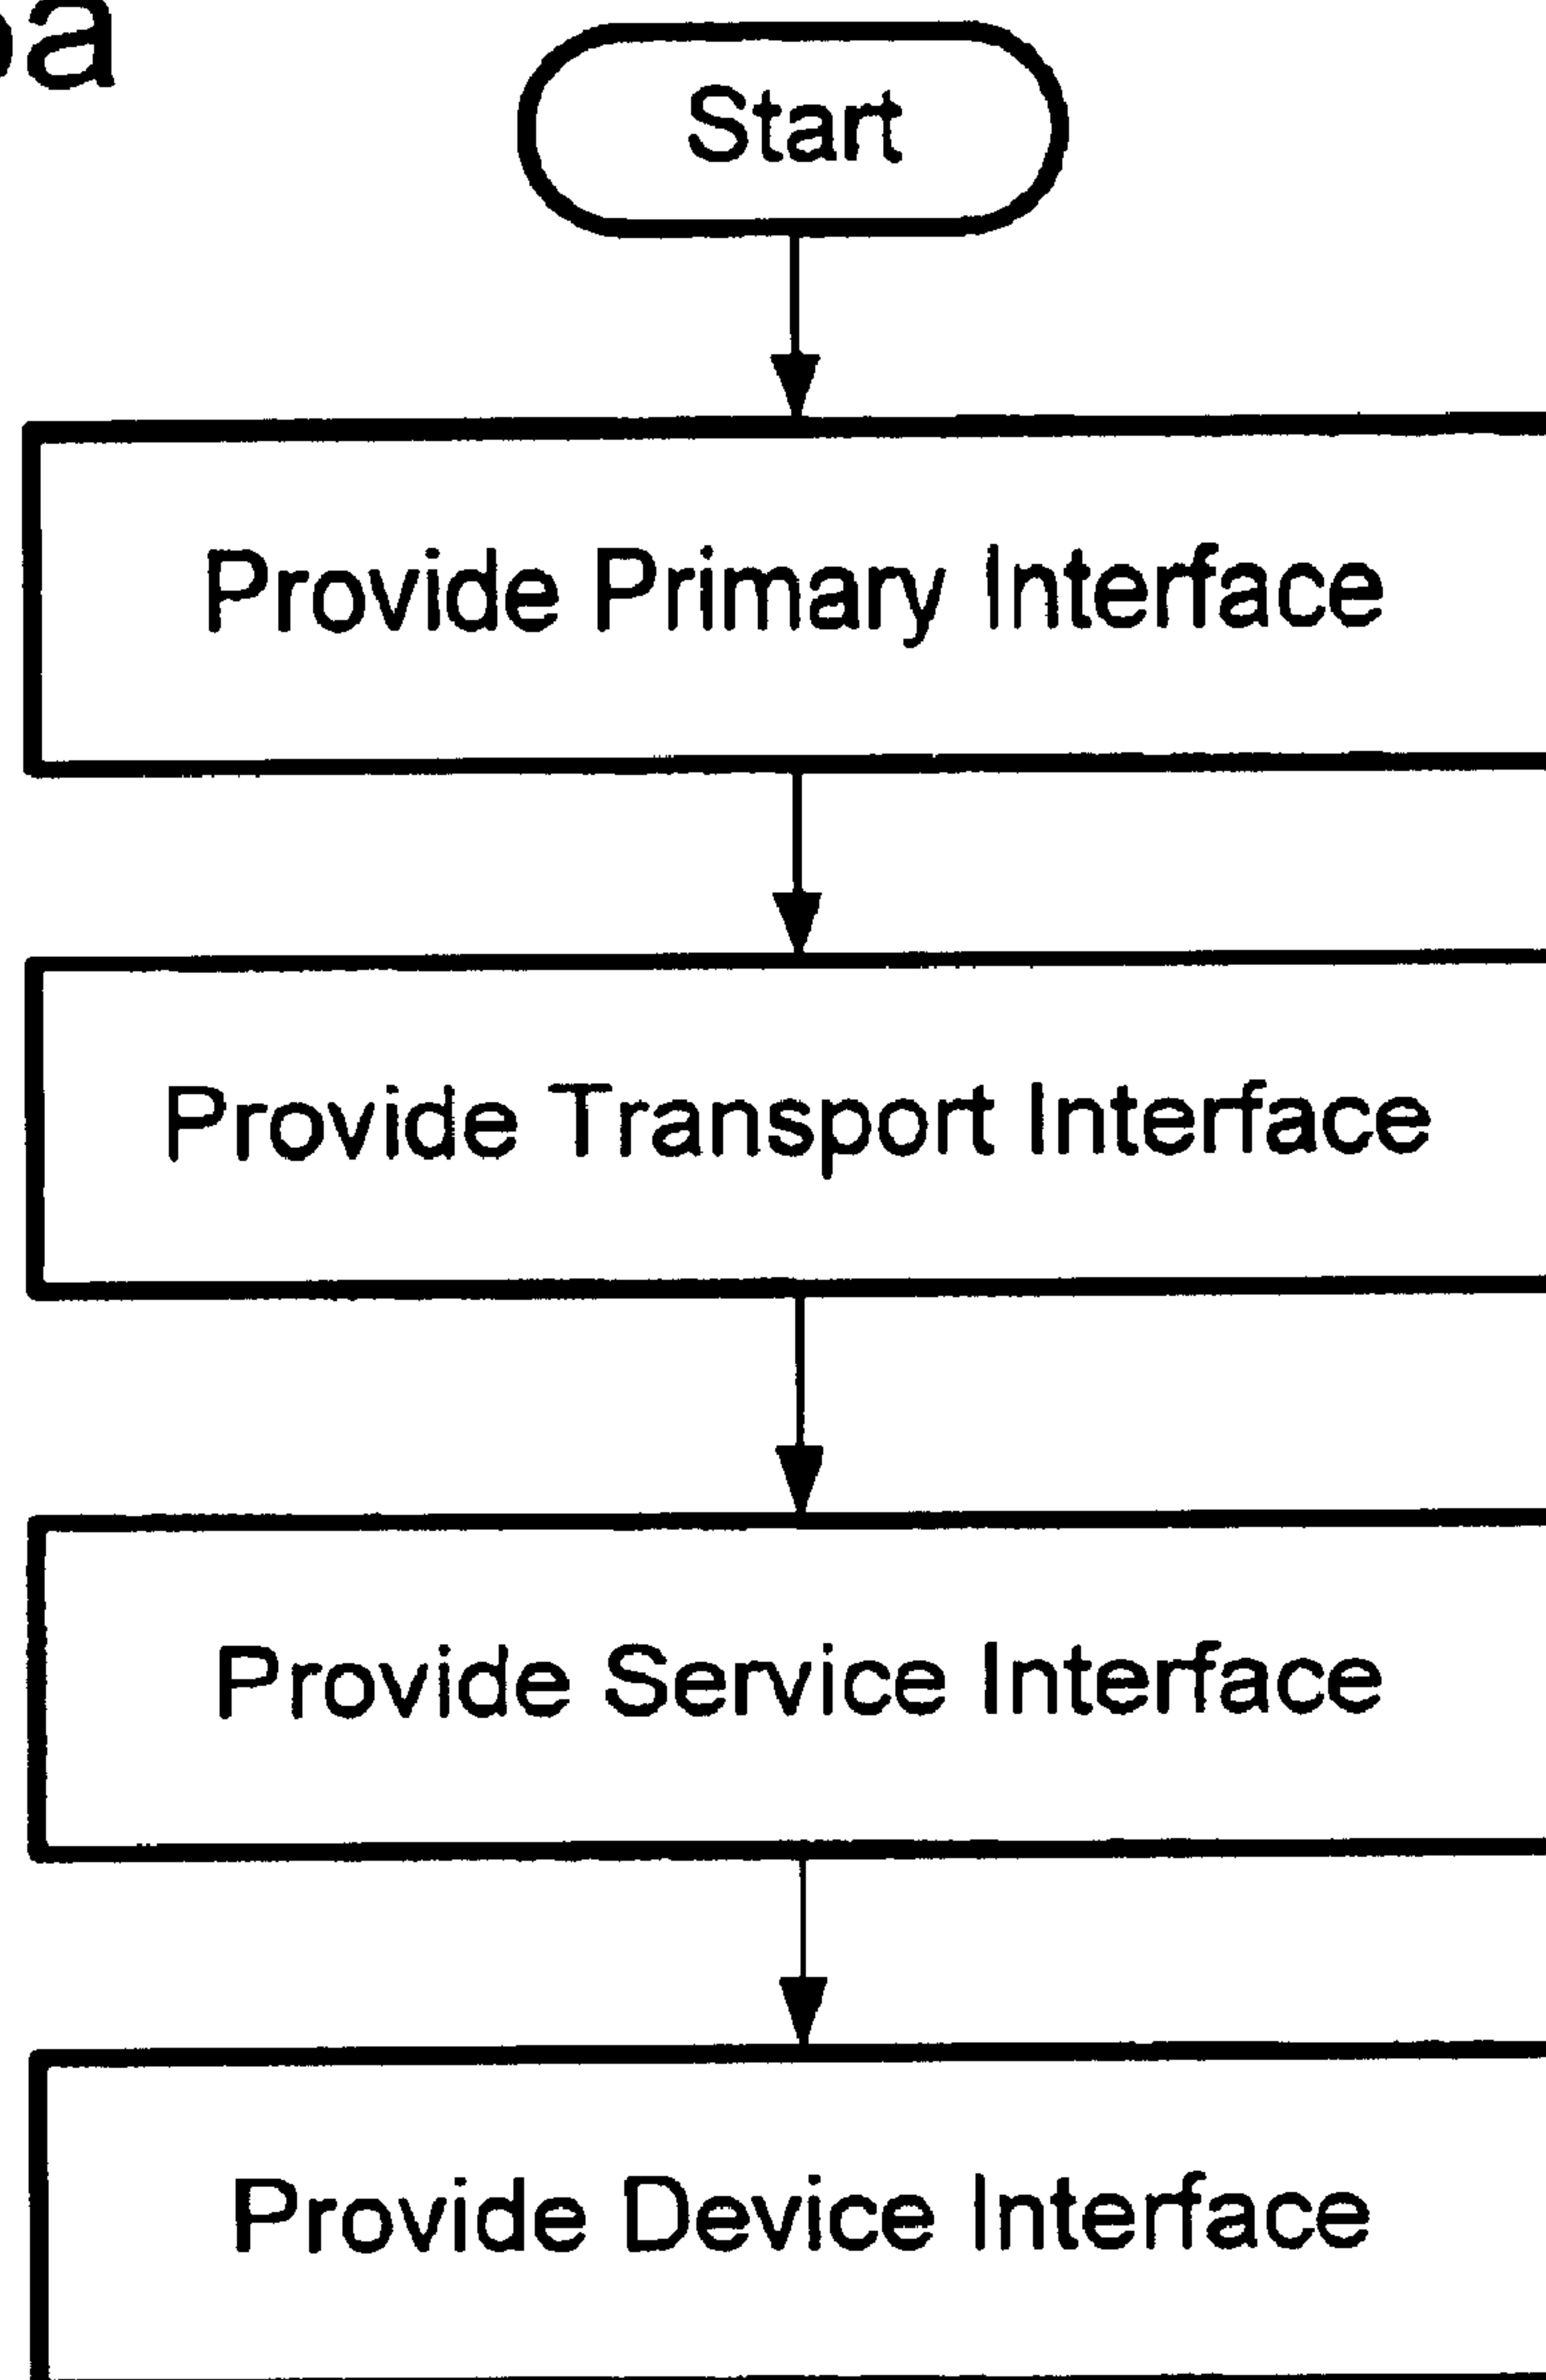 Start
Provide Primary Interface
Provide Transport Interface
Provide Service Interface
Provide Device Interface